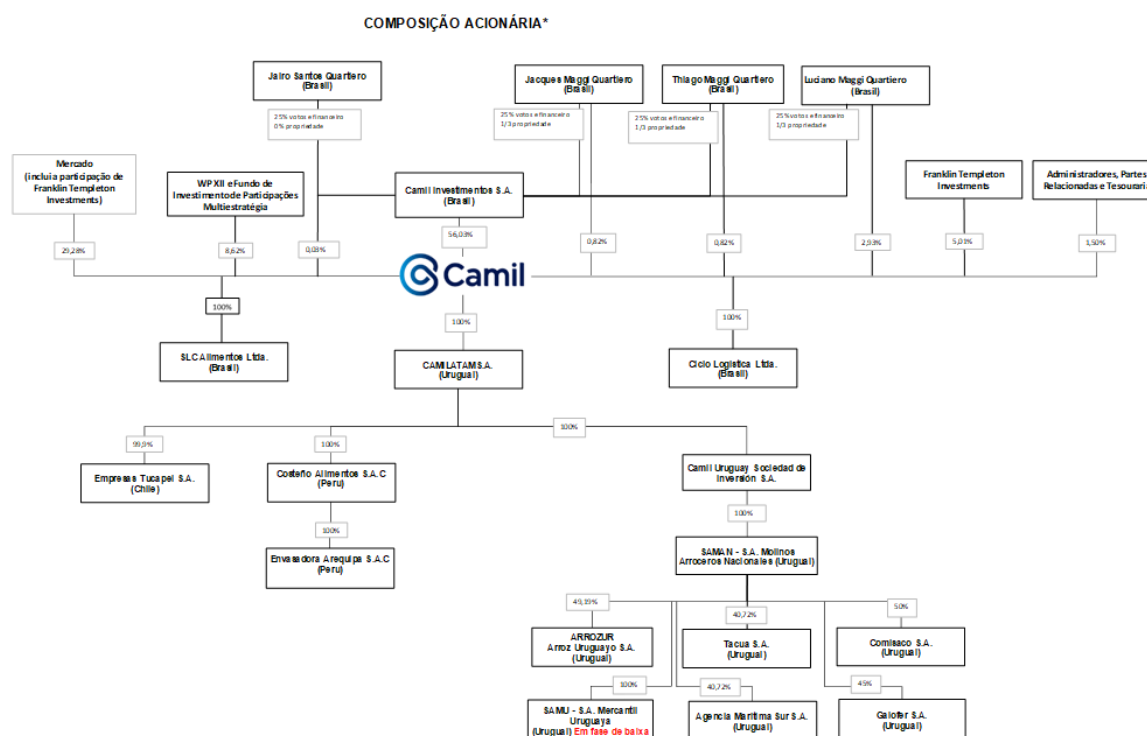 COMPOSIÇÃO ACIONÁRIA*
Jairo Santos Quartiero
(Brasil)
Jacques Maggi Quartiero
(Brasil)
Thiago Maggi Quartiero
(Brasil)
Luciano Maggi Quartiero
(Brasil)
25% votos e financeiro
0% propriedade
25% votos e financeiro
1/3 propriedade
25% votos e financeiro
1/3 propriedade
25% votos e financeiro
1/3 propriedade
Mercado
(inclui a participação de
Franklin Templeton
Investments)
WP XII e Fundo de
Investimento de Participações
Multiestratégia
Camil Investimentos S.A.
(Brasil)
Franklin Templeton
Investments
Administradores, Partes
Relacionadas e Tesouraria
29,28%
8,62%
0,03%
56,03%
0,82%
0,82%
2,93%
5,01%
1,50%
Camil
100%
100%
100%
SLC Alimentos Ltda.
(Brasil)
CAMILATAM S.A.
(Uruguai)
Ciclo Logistica Ltda.
(Brasil)
99,9%
100%
100%
Empresas Tucapel S.A.
(Chile)
Costeño Alimentos S.A.C
(Peru)
Camil Uruguay Sociedad de
Inversión S.A.
100%
100%
Envasadora Arequipa S.A.C
(Peru)
SAMAN - S.A. Molinos
Arroceros Nacionales (Uruguai)
49,19%
40,72%
50%
ARROZUR
Arroz Uruguayo S.A.
(Uruguai)
Tacua S.A.
(Uruguai)
Comisaco S.A.
(Uruguai)
100%
40,72%
45%
SAMU - S.A. Mercantil
Uruguaya
(Uruguai) Em fase de baixa
Agencia Marítima Sur S.A.
(Uruguai)
Galofer S.A.
(Uruguai)